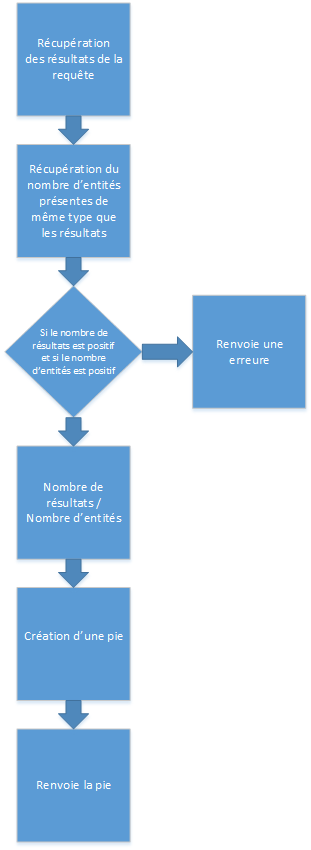 Récupération
des résultats de la
requête
Récupération du
nombre d'entités
présentes de
même type que
les résultats
Si le nombre de
résultats est positif
et si le nombre
d'entités est positif
Renvoie une
erreure
Nombre de
résultats /
Nombre d'entités
Création d'une pie
Renvoie la pie